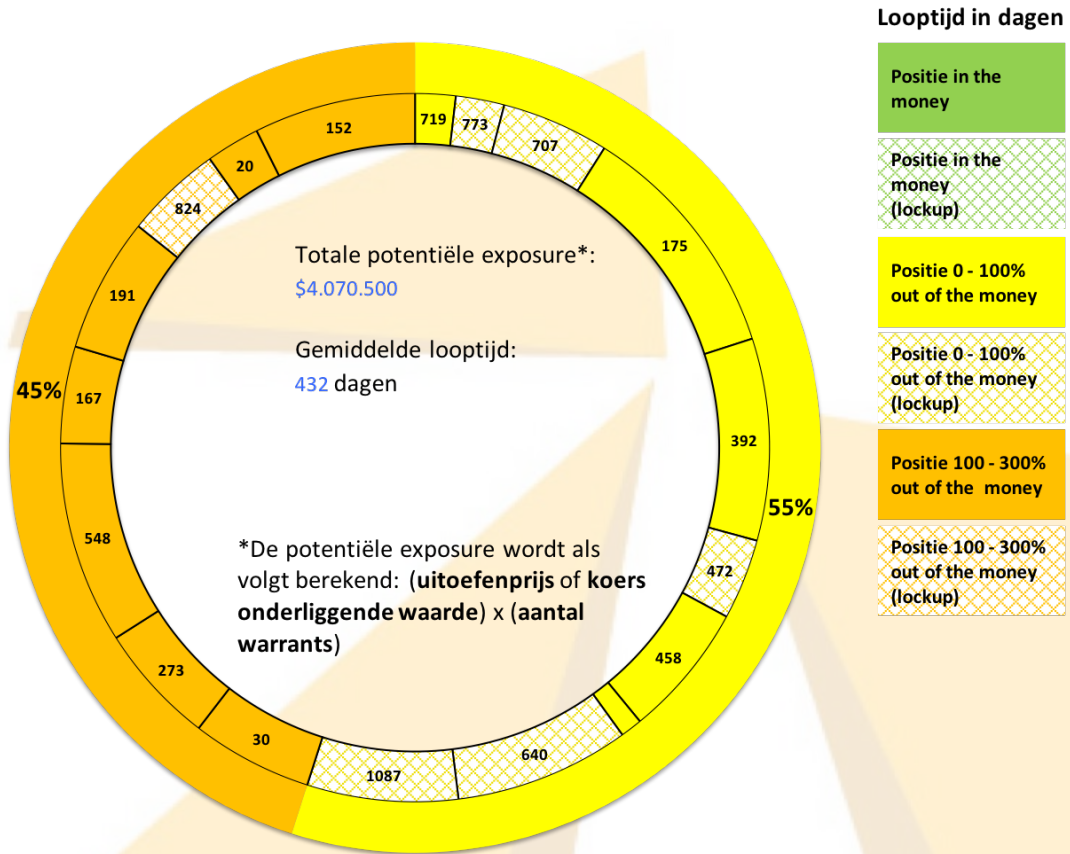 Looptijd in dagen
Positie in the
money
Positie in the
money
(lockup)
Positie 0 - 100%
out of the money
Positie 0 - 100%
out of the money
(lockup)
Positie 100 - 300%
out of the  money
Positie 100 - 300%
out of the money
(lockup)
719
773
707
175
392
472
458
640
1087
30
273
548
167
191
824
20
152
45%
55%
Totale potentiële exposure*:
$4.070.500
Gemiddelde looptijd:
432 dagen
*De potentiële exposure wordt als
volgt berekend: (uitoefenprijs of koers
onderliggende waarde) x (aantal
warrants)